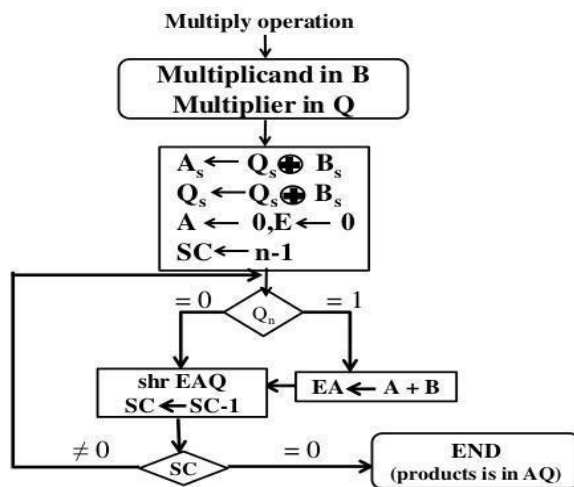 Multiply operation
Multiplicand in B
Multiplier in Q
Aₛ ← Qₛ ⊕ Bₛ
Qₛ ← Qₛ ⊕ Bₛ
A ← 0,E ← 0
SC ← n-1
= 0
= 1
Qₙ
shr EAQ
SC ← SC-1
EA ← A + B
≠ 0
SC
= 0
END
(products is in AQ)